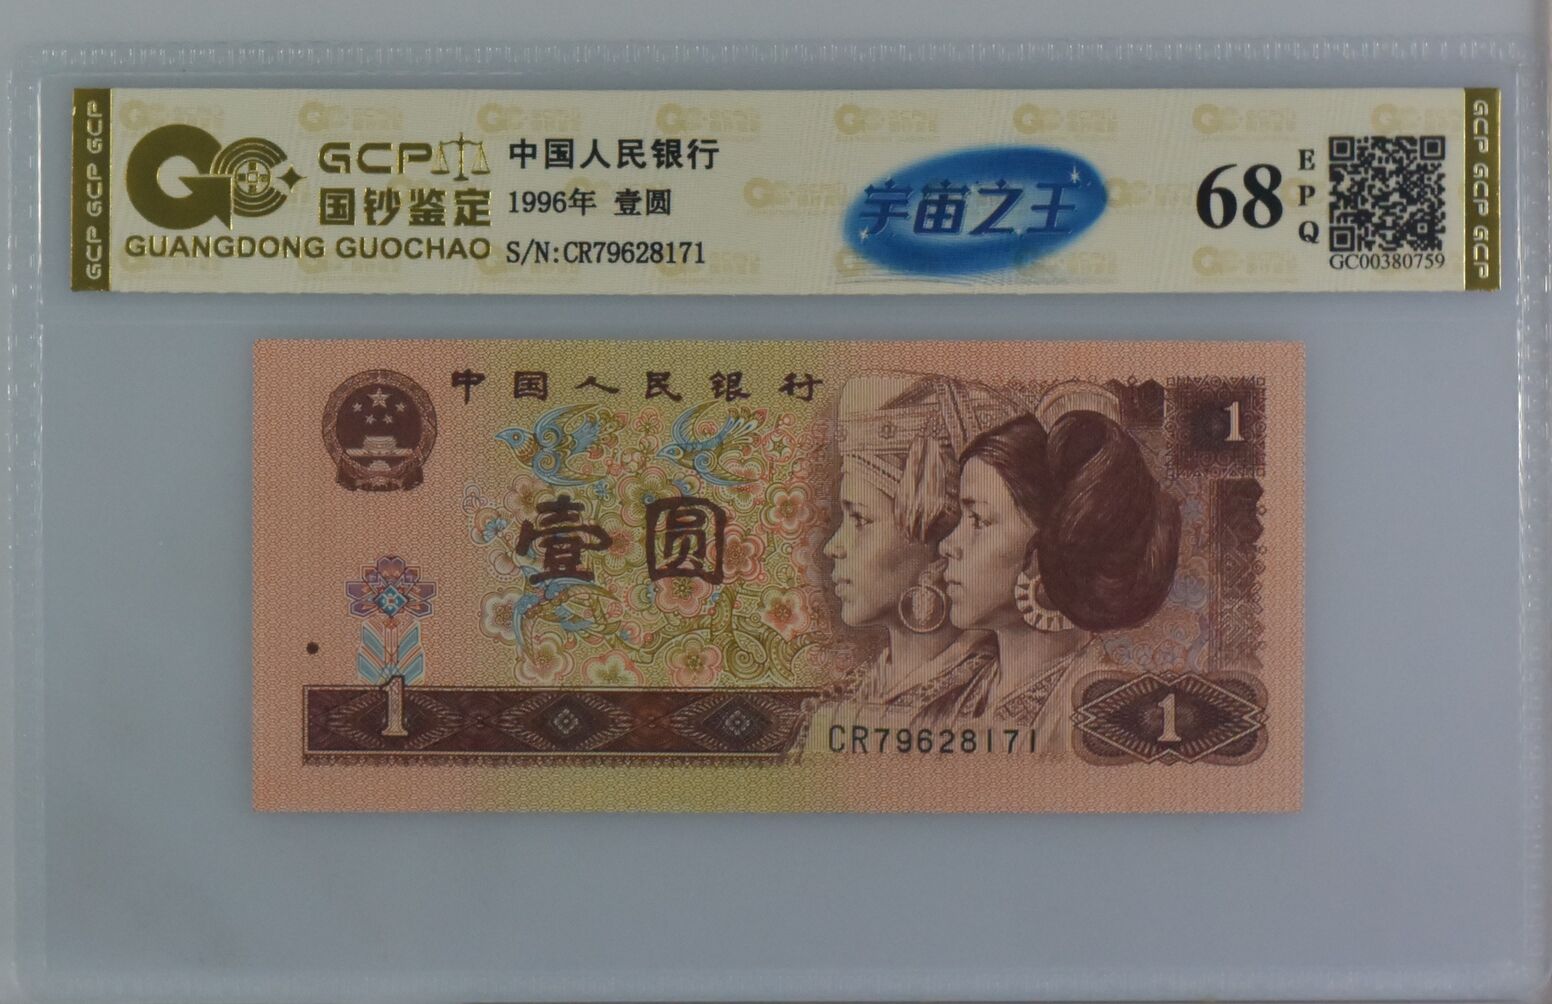 GCP GCP GCP
GCP
国钞鉴定
GUANGDONG GUOCHAO
中国人民银行
1996年 壹圆
S/N:CR79628171
宇宙之王
68
EPQ
GC00380759
GCP GCP GCP
中国人民银行
1
壹圆
1
CR79628171
1